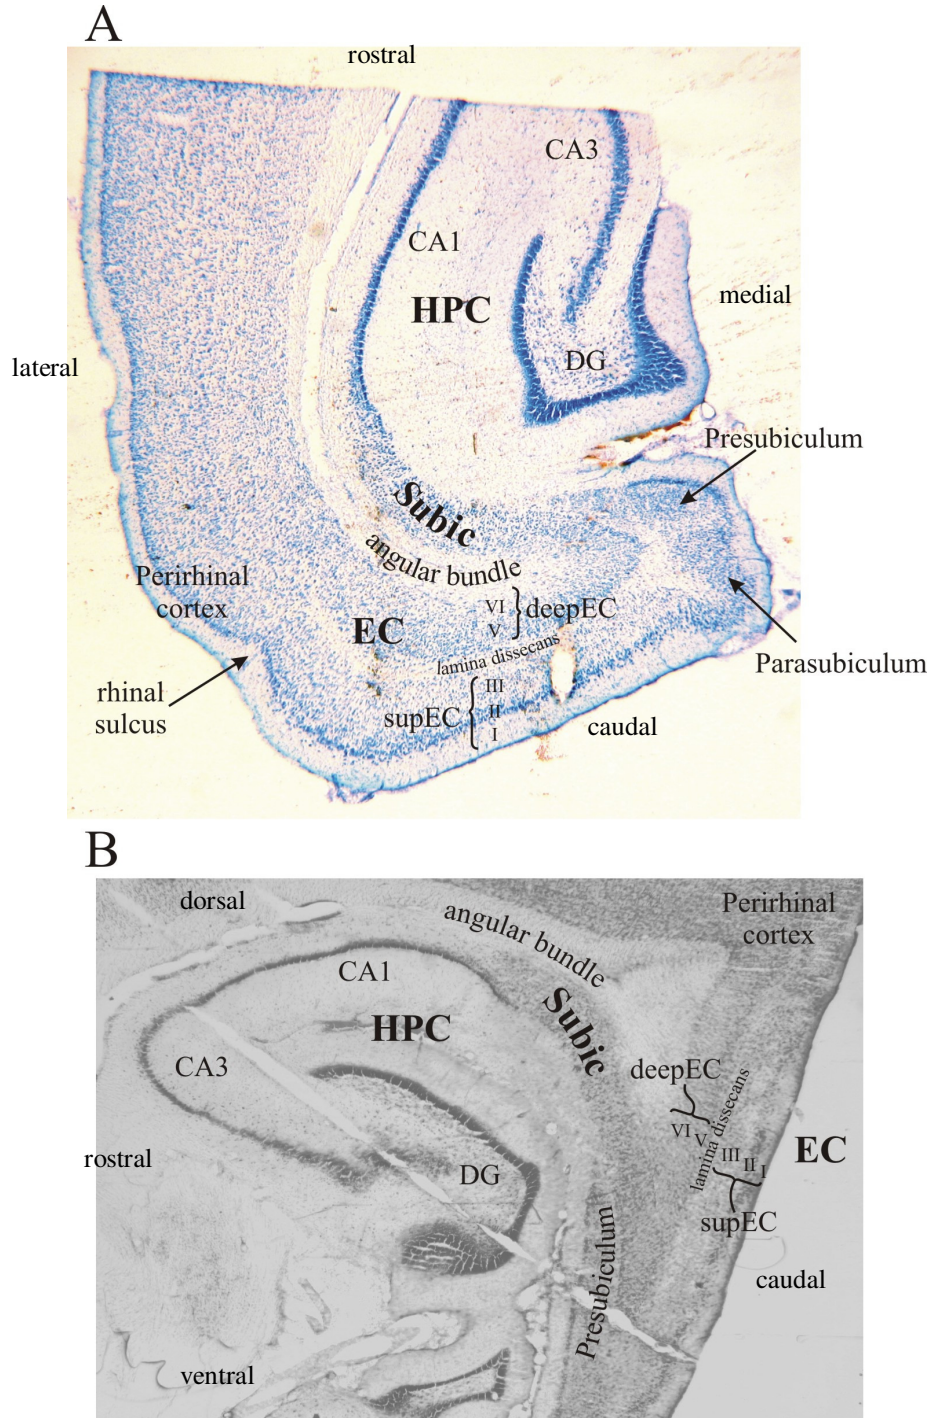 A
rostral
CA3
CA1
HPC
medial
DG
lateral
Presubiculum
Subic
angular bundle
Perirhinal
cortex
VI
V
deepEC
EC
lamina dissecans
Parasubiculum
rhinal
sulcus
supEC
III
II
I
caudal
B
dorsal
angular bundle
Perirhinal
cortex
CA1
Subic
HPC
CA3
deepEC
lamina dissecans
VI
V
III
II
I
EC
rostral
DG
supEC
Presubiculum
caudal
ventral